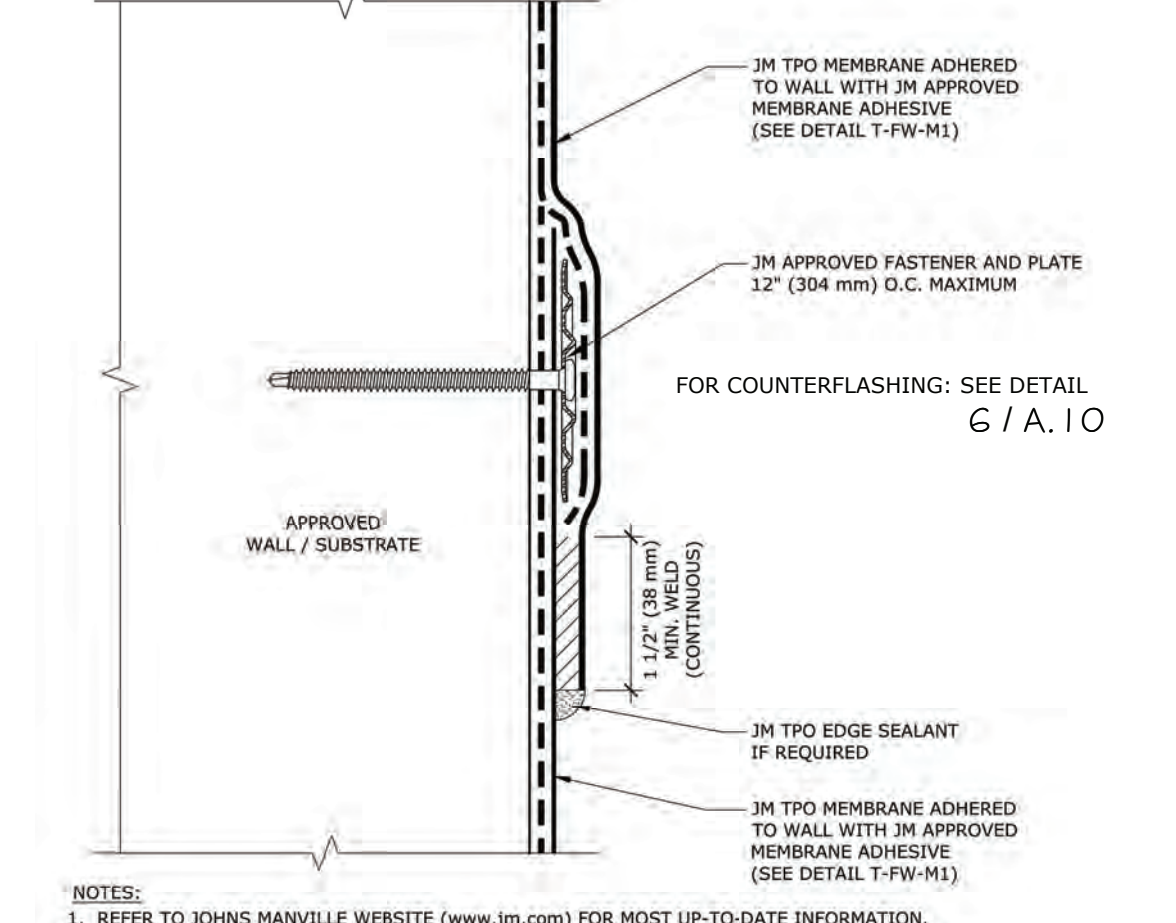 JM TPO MEMBRANE ADHERED
TO WALL WITH JM APPROVED
MEMBRANE ADHESIVE
(SEE DETAIL T-FW-M1)
JM APPROVED FASTENER AND PLATE
12" (304 mm) O.C. MAXIMUM
FOR COUNTERFLASHING: SEE DETAIL
6 / A.10
APPROVED
WALL / SUBSTRATE
1 1/2" (38 mm)
MIN. WELD
(CONTINUOUS)
JM TPO EDGE SEALANT
IF REQUIRED
JM TPO MEMBRANE ADHERED
TO WALL WITH JM APPROVED
MEMBRANE ADHESIVE
(SEE DETAIL T-FW-M1)
NOTES:
1. REFER TO JOHNS MANVILLE WEBSITE (www.jm.com) FOR MOST UP-TO-DATE INFORMATION.